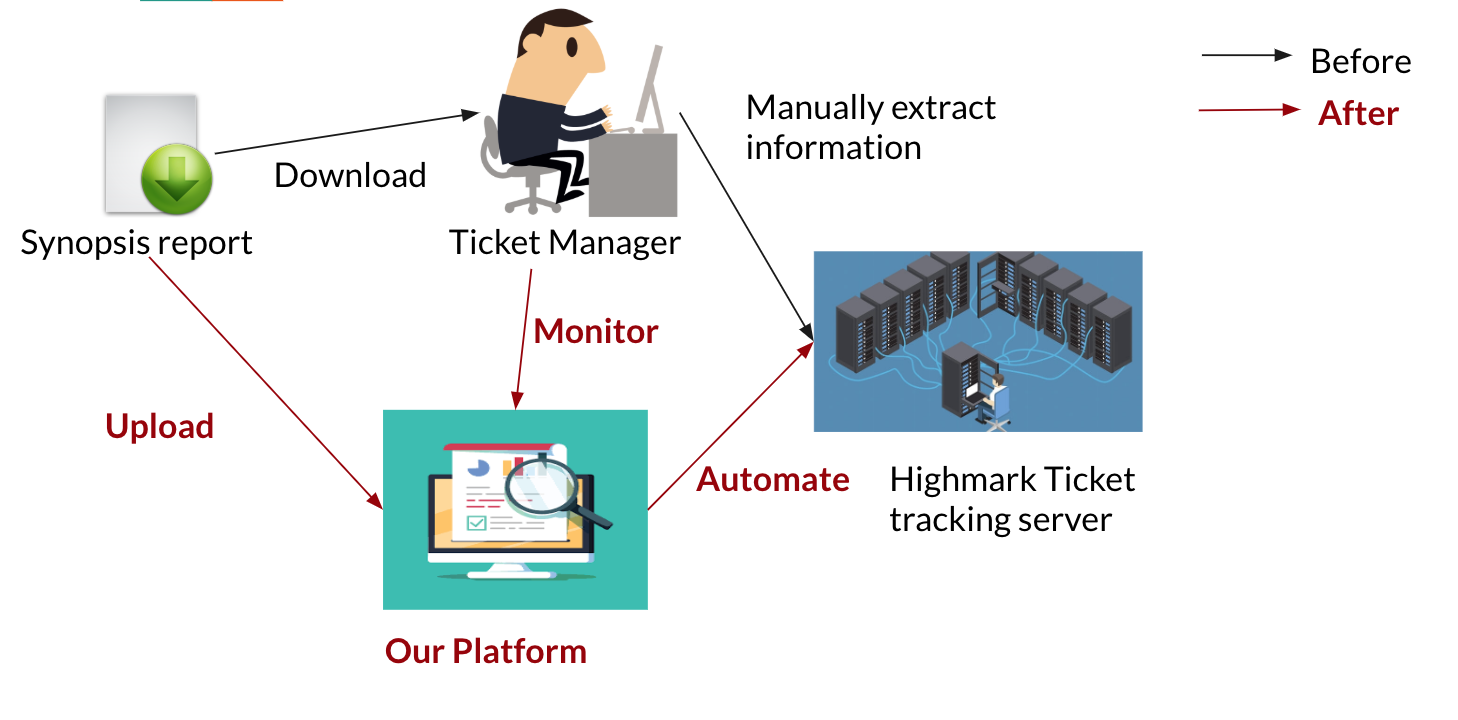 Before
After
Manually extract
information
Download
Synopsis report
Ticket Manager
Monitor
Upload
Automate
Highmark Ticket
tracking server
Our Platform